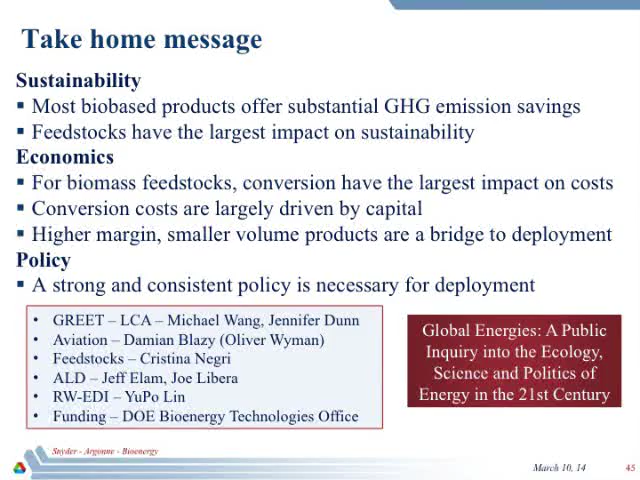 Take home message
Sustainability
▪ Most biobased products offer substantial GHG emission savings
▪ Feedstocks have the largest impact on sustainability
Economics
▪ For biomass feedstocks, conversion have the largest impact on costs
▪ Conversion costs are largely driven by capital
▪ Higher margin, smaller volume products are a bridge to deployment
Policy
▪ A strong and consistent policy is necessary for deployment
• GREET – LCA – Michael Wang, Jennifer Dunn
• Aviation – Damian Blazy (Oliver Wyman)
• Feedstocks – Cristina Negri
• ALD – Jeff Elam, Joe Libera
• RW-EDI – YuPo Lin
• Funding – DOE Bioenergy Technologies Office
Global Energies: A Public
Inquiry into the Ecology,
Science and Politics of
Energy in the 21st Century
Snyder - Argonne - Bioenergy
March 10, 14
45